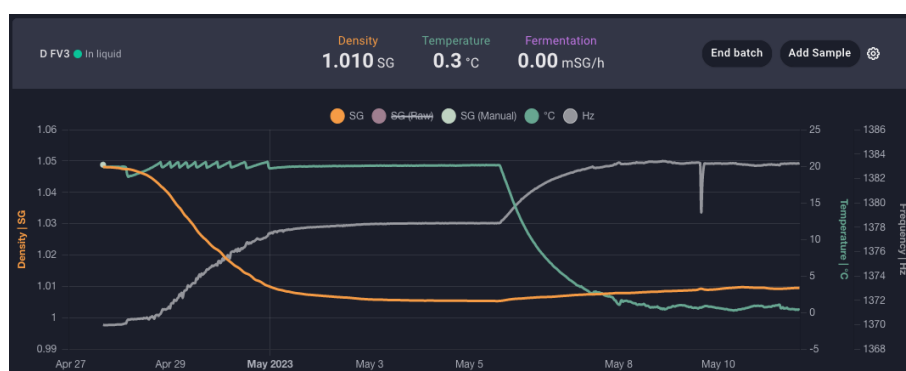 Density Temperature Fermentation
D FV3 In liquid 1.010 SG 0.3 °C 0.00 mSG/h End batch Add Sample
SG SG (Raw) SG (Manual) °C Hz
1.06 25 1386
1.05 20 1384
1.04 1382
1.03 15 1380
1.02 10 1378
1.01 5 1376
1 0 1374
0.99 -5 1372
1370
1368
Density | SG
Temperature | °C
Frequency | Hz
Apr 27 Apr 29 May 2023 May 3 May 5 May 8 May 10